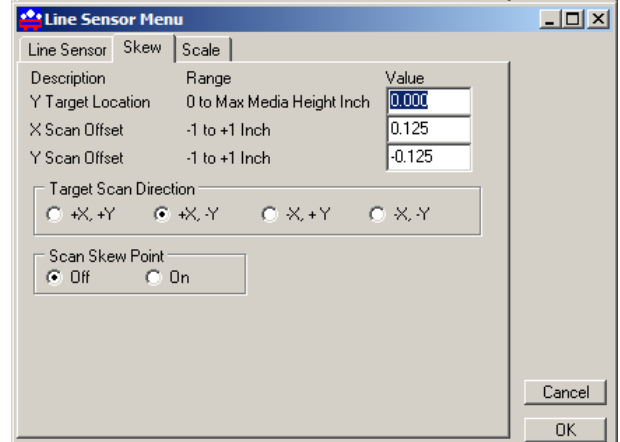 Line Sensor Menu
Line Sensor Skew Scale
Description Range Value
Y Target Location 0 to Max Media Height Inch 0.000
X Scan Offset -1 to +1 Inch 0.125
Y Scan Offset -1 to +1 Inch -0.125
Target Scan Direction
+X, +Y +X, -Y -X, +Y -X, -Y
Scan Skew Point
Off On
Cancel
OK